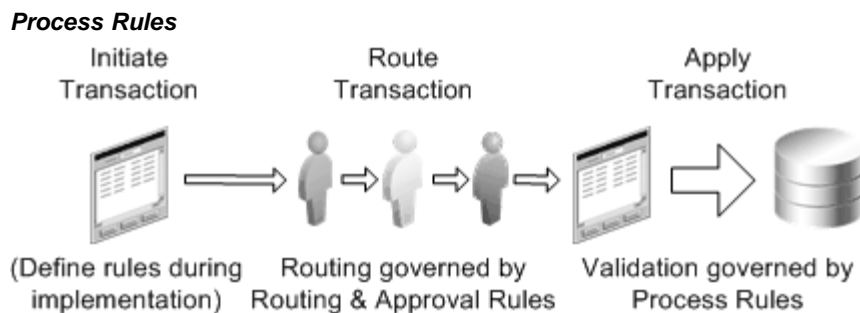 Process Rules
Initiate
Transaction
Route
Transaction
Apply
Transaction
(Define rules during
implementation)
Routing governed by
Routing & Approval Rules
Validation governed by
Process Rules